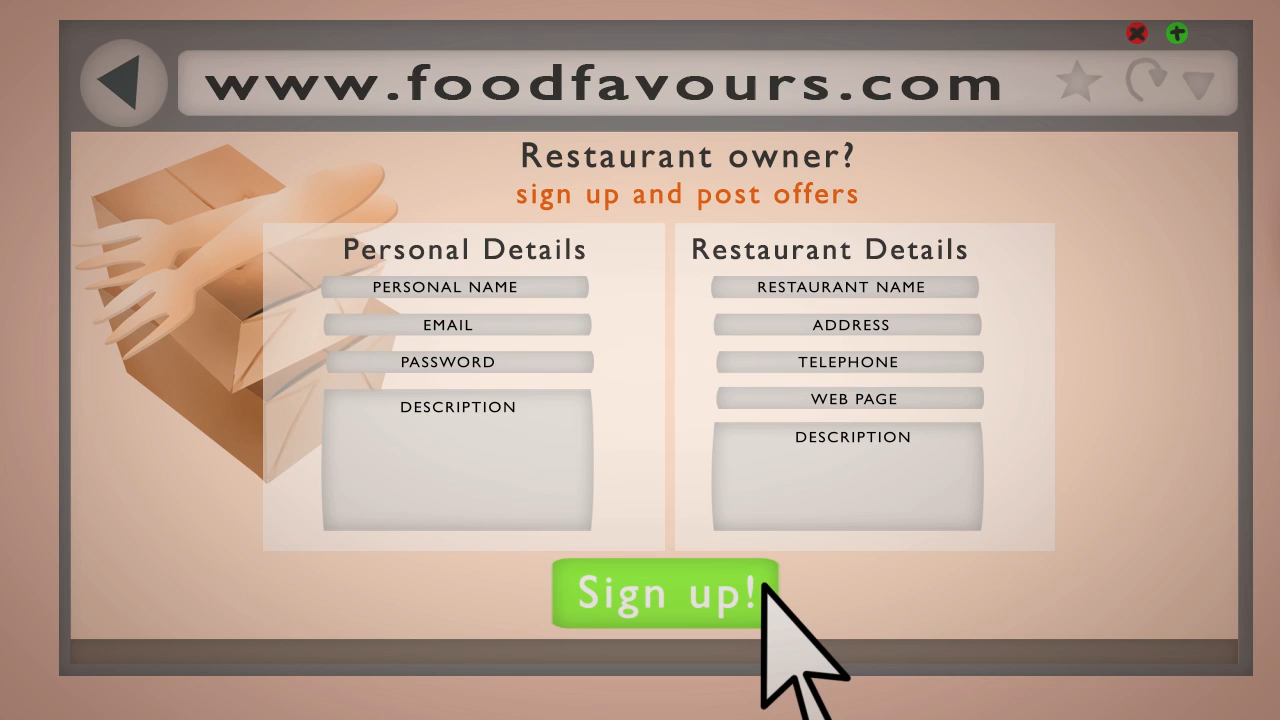 www.foodfavours.com
Restaurant owner?
sign up and post offers
Personal Details
PERSONAL NAME
EMAIL
PASSWORD
DESCRIPTION
Restaurant Details
RESTAURANT NAME
ADDRESS
TELEPHONE
WEB PAGE
DESCRIPTION
Sign up!